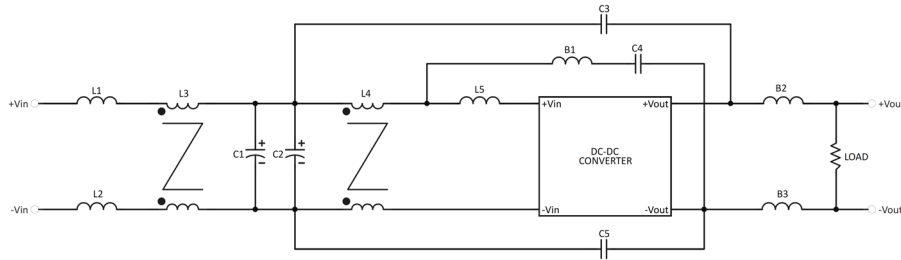 C3
B1
C4
L1
L3
L4
L5
B2
+Vin
+Vin
+Vout
+Vout
C1
+
-
C2
+
-
DC-DC
CONVERTER
LOAD
L2
B3
-Vin
-Vin
-Vout
-Vout
C5